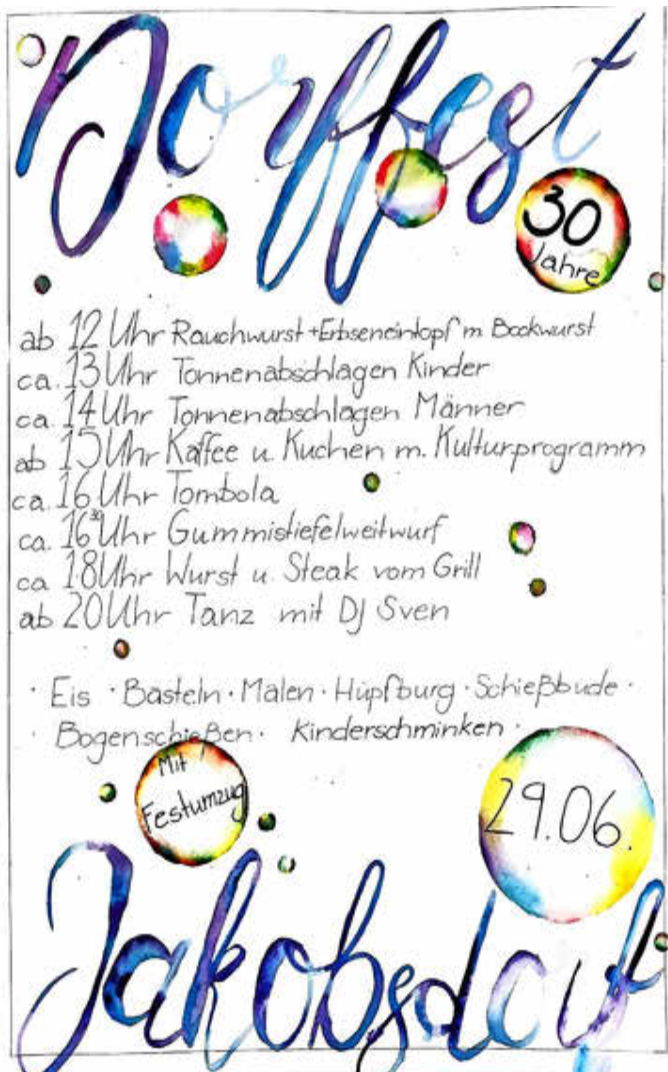 Dorffest
30
Jahre
ab 12 Uhr Rauchwurst + Erbseneintopf m. Bockwurst
ca. 13 Uhr Tonnenabschlagen Kinder
ca. 14 Uhr Tonnenabschlagen Männer
ab 15 Uhr Kaffee u. Kuchen m. Kulturprogramm
ca. 16 Uhr Tombola
ca. 16³⁰ Uhr Gummistiefelweitwurf
ca 18 Uhr Wurst u. Steak vom Grill
ab 20 Uhr Tanz mit DJ Sven
· Eis · Basteln · Malen · Hüpfburg · Schießbude ·
· Bogenschießen · Kinderschminken ·
Mit
Festumzug
29.06.
Jakobsdorf